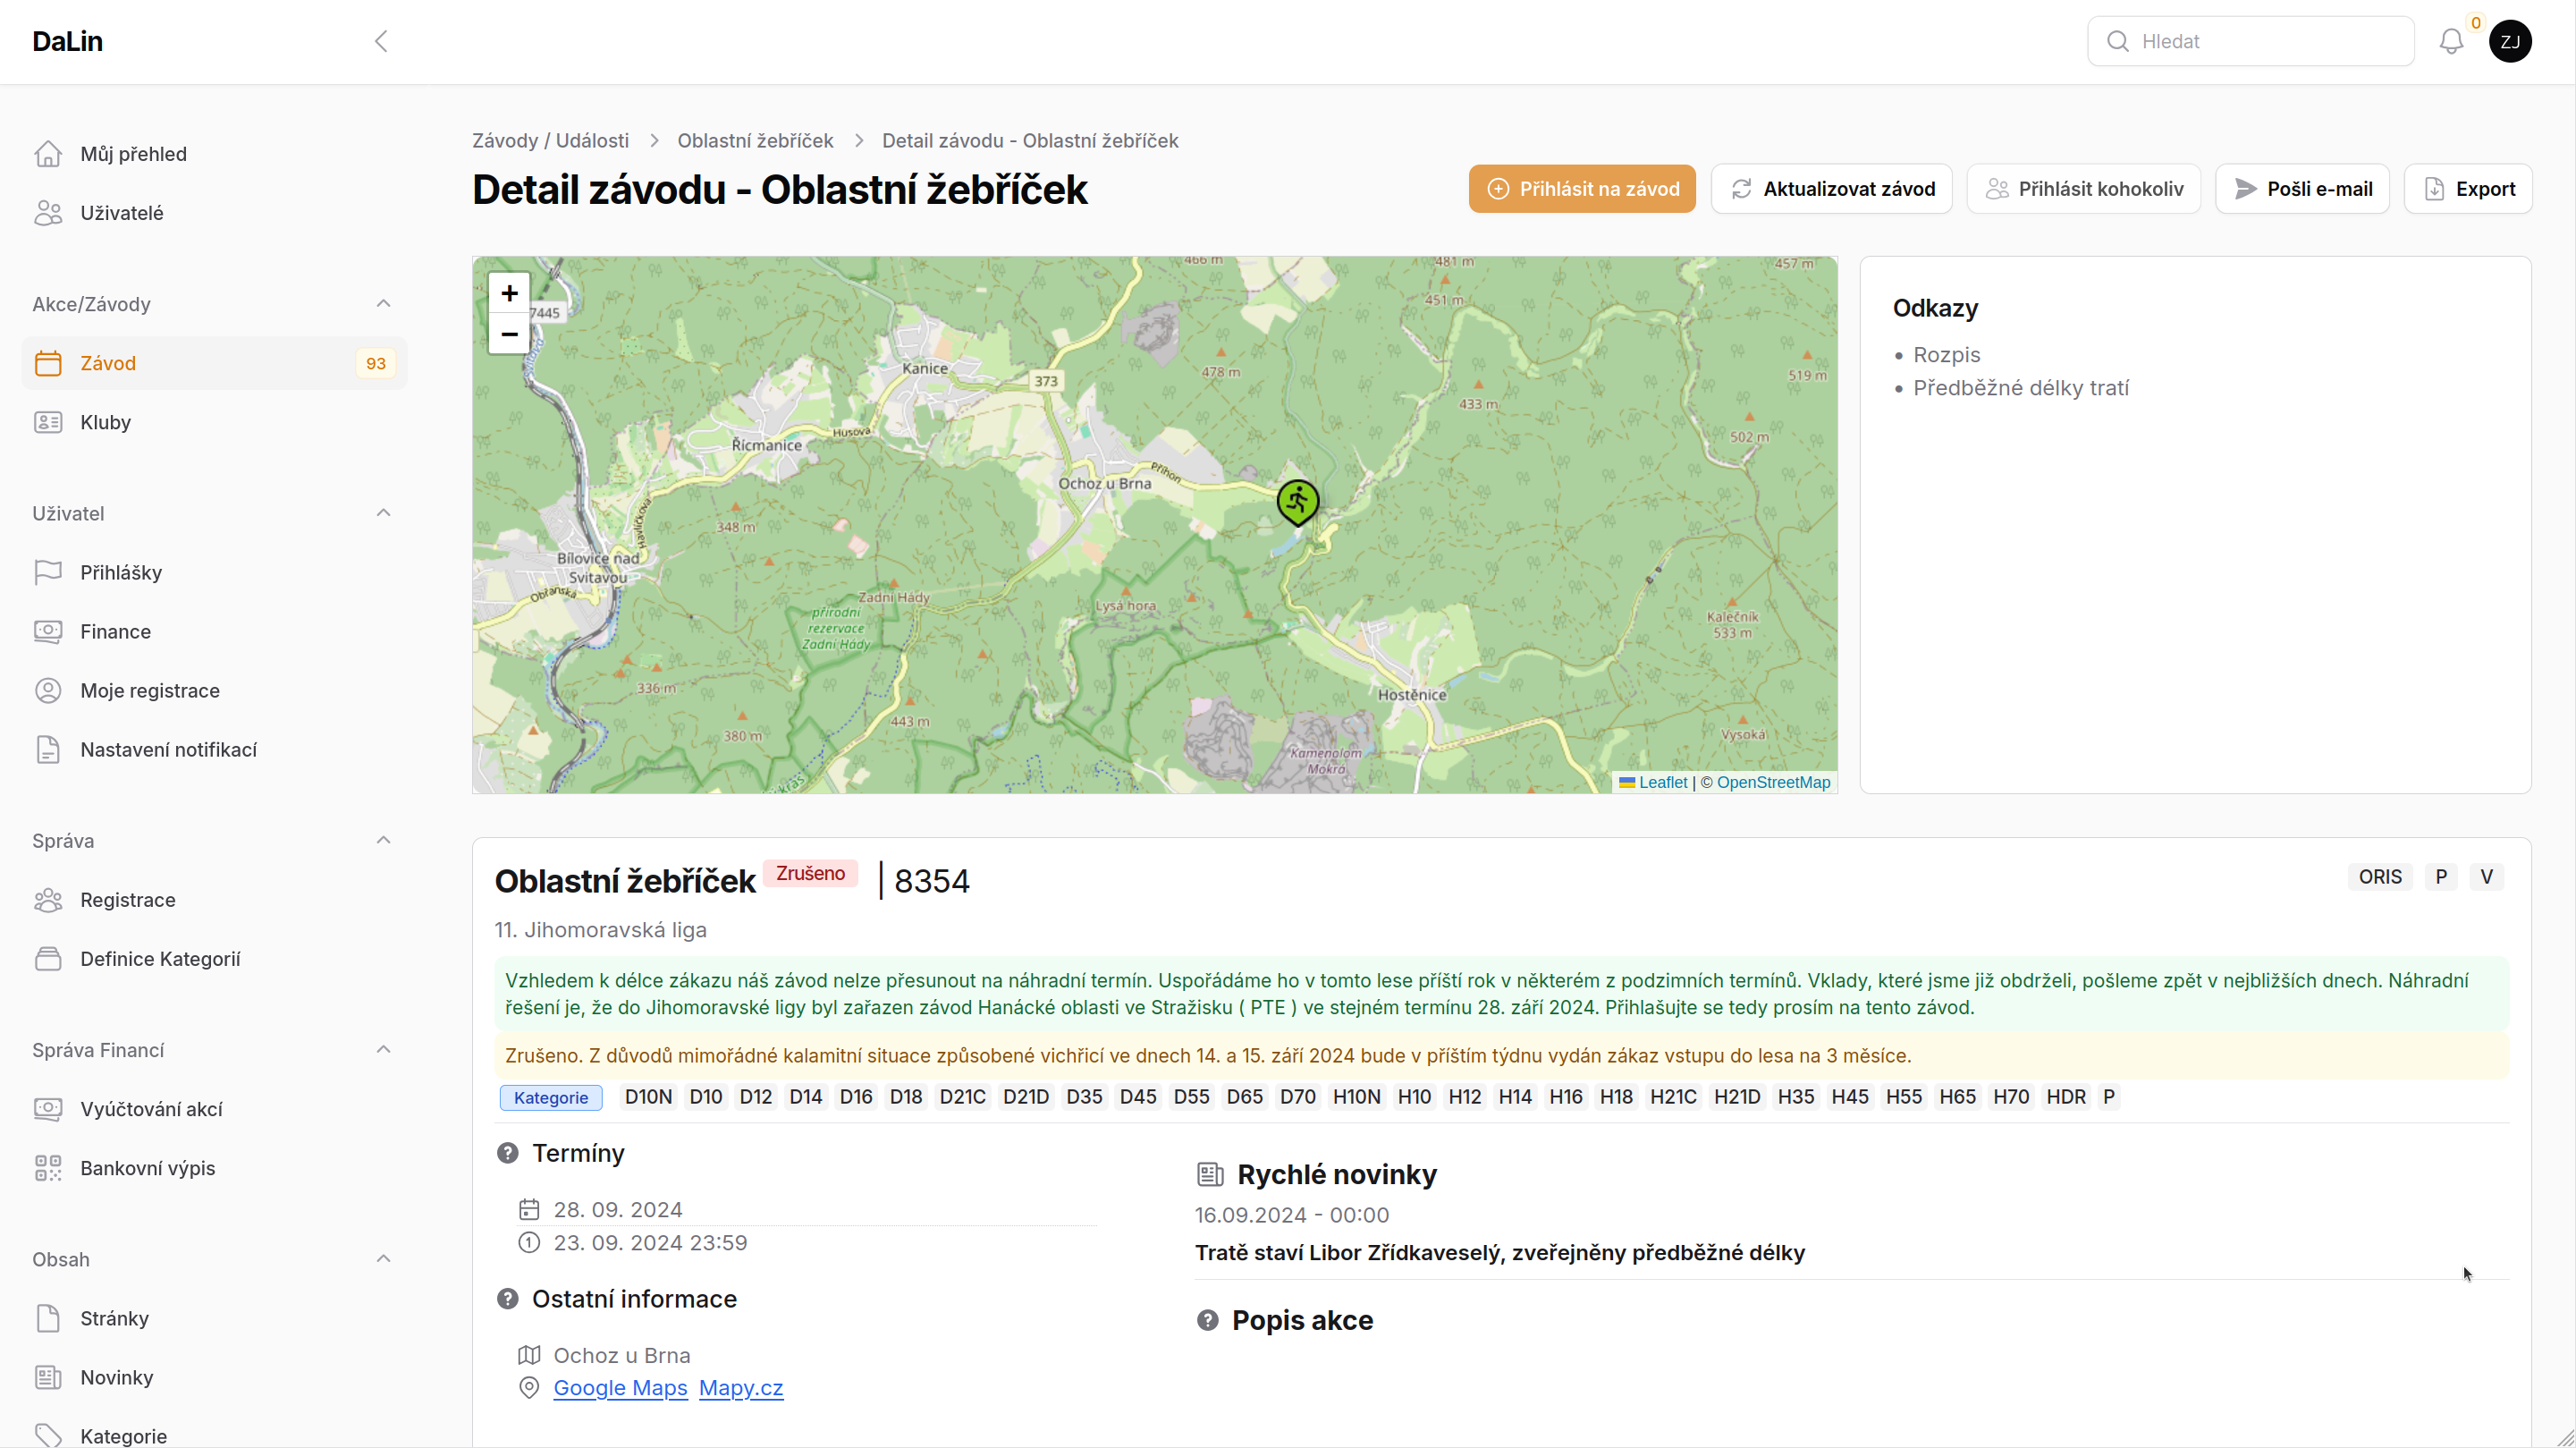 DaLin
Hledat
0
ZJ
Můj přehled
Uživatelé
Akce/Závody
Závod
93
Kluby
Uživatel
Přihlášky
Finance
Moje registrace
Nastavení notifikací
Správa
Registrace
Definice Kategorií
Správa Financí
Vyúčtování akcí
Bankovní výpis
Obsah
Stránky
Novinky
Kategorie
Závody / Události
Oblastní žebříček
Detail závodu - Oblastní žebříček
Detail závodu - Oblastní žebříček
Přihlásit na závod
Aktualizovat závod
Přihlásit kohokoliv
Pošli e-mail
Export
+
−
7445
466 m
481 m
457 m
451 m
Kanice
373
478 m
519 m
433 m
Husova
Řícmanice
502 m
Příhon
Ochoz u Brna
Havlíčkova
348 m
Bílovice nad
Svitavou
Obřanská
Zadní Hády
Lysá hora
přírodní
rezervace
Zadní Hády
Kalečník
533 m
336 m
Hostěnice
443 m
380 m
Vysoká
Kamenolom
Mokrá
Leaflet | © OpenStreetMap
Odkazy
• Rozpis
• Předběžné délky tratí
Oblastní žebříček Zrušeno | 8354
ORIS P V
11. Jihomoravská liga
Vzhledem k délce zákazu náš závod nelze přesunout na náhradní termín. Uspořádáme ho v tomto lese příští rok v některém z podzimních termínů. Vklady, které jsme již obdrželi, pošleme zpět v nejbližších dnech. Náhradní
řešení je, že do Jihomoravské ligy byl zařazen závod Hanácké oblasti ve Stražisku ( PTE ) ve stejném termínu 28. září 2024. Přihlašujte se tedy prosím na tento závod.
Zrušeno. Z důvodů mimořádné kalamitní situace způsobené vichřicí ve dnech 14. a 15. září 2024 bude v příštím týdnu vydán zákaz vstupu do lesa na 3 měsíce.
Kategorie D10N D10 D12 D14 D16 D18 D21C D21D D35 D45 D55 D65 D70 H10N H10 H12 H14 H16 H18 H21C H21D H35 H45 H55 H65 H70 HDR P
Termíny
28. 09. 2024
1 23. 09. 2024 23:59
Ostatní informace
Ochoz u Brna
Google Maps Mapy.cz
Rychlé novinky
16.09.2024 - 00:00
Tratě staví Libor Zřídkaveselý, zveřejněny předběžné délky
Popis akce